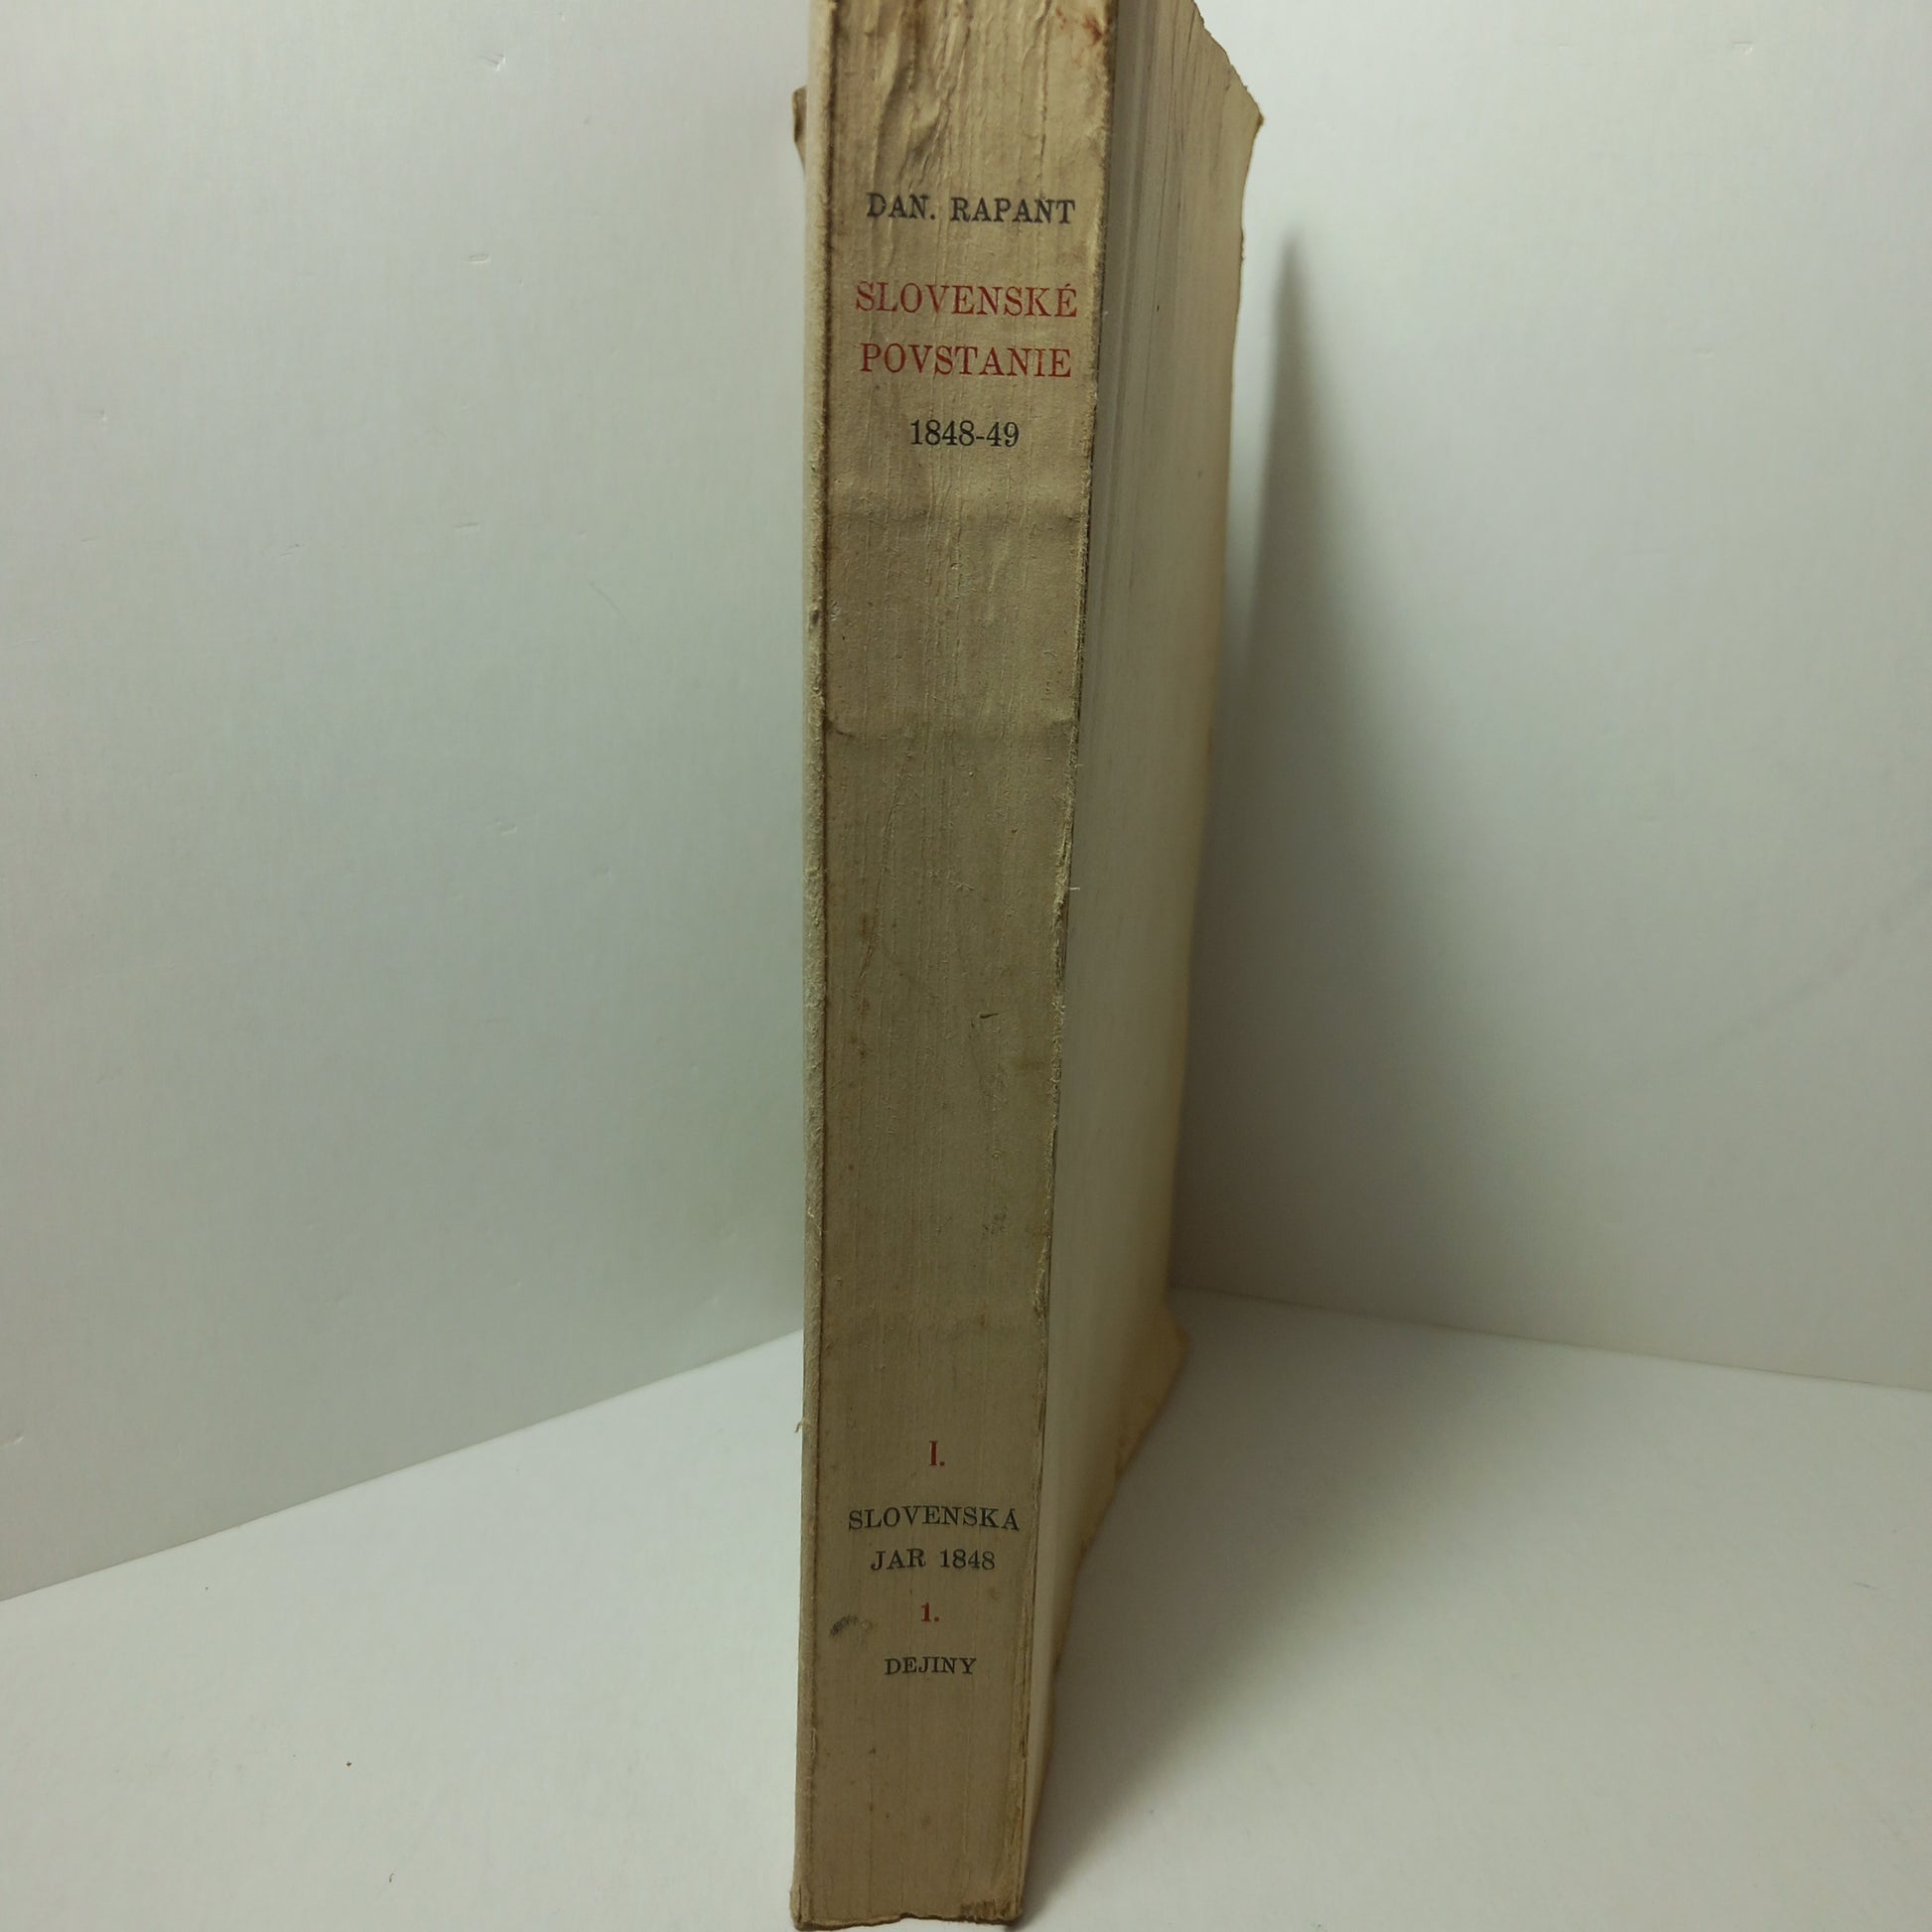 DAN. RAPANT
SLOVENSKÉ
POVSTANIE
1848-49
I.
SLOVENSKÁ
JAR 1848
1.
DEJINY